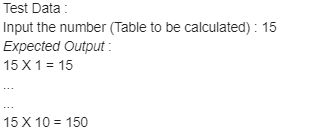 Test Data :
Input the number (Table to be calculated) : 15
Expected Output :
15 X 1 = 15
...
...
15 X 10 = 150